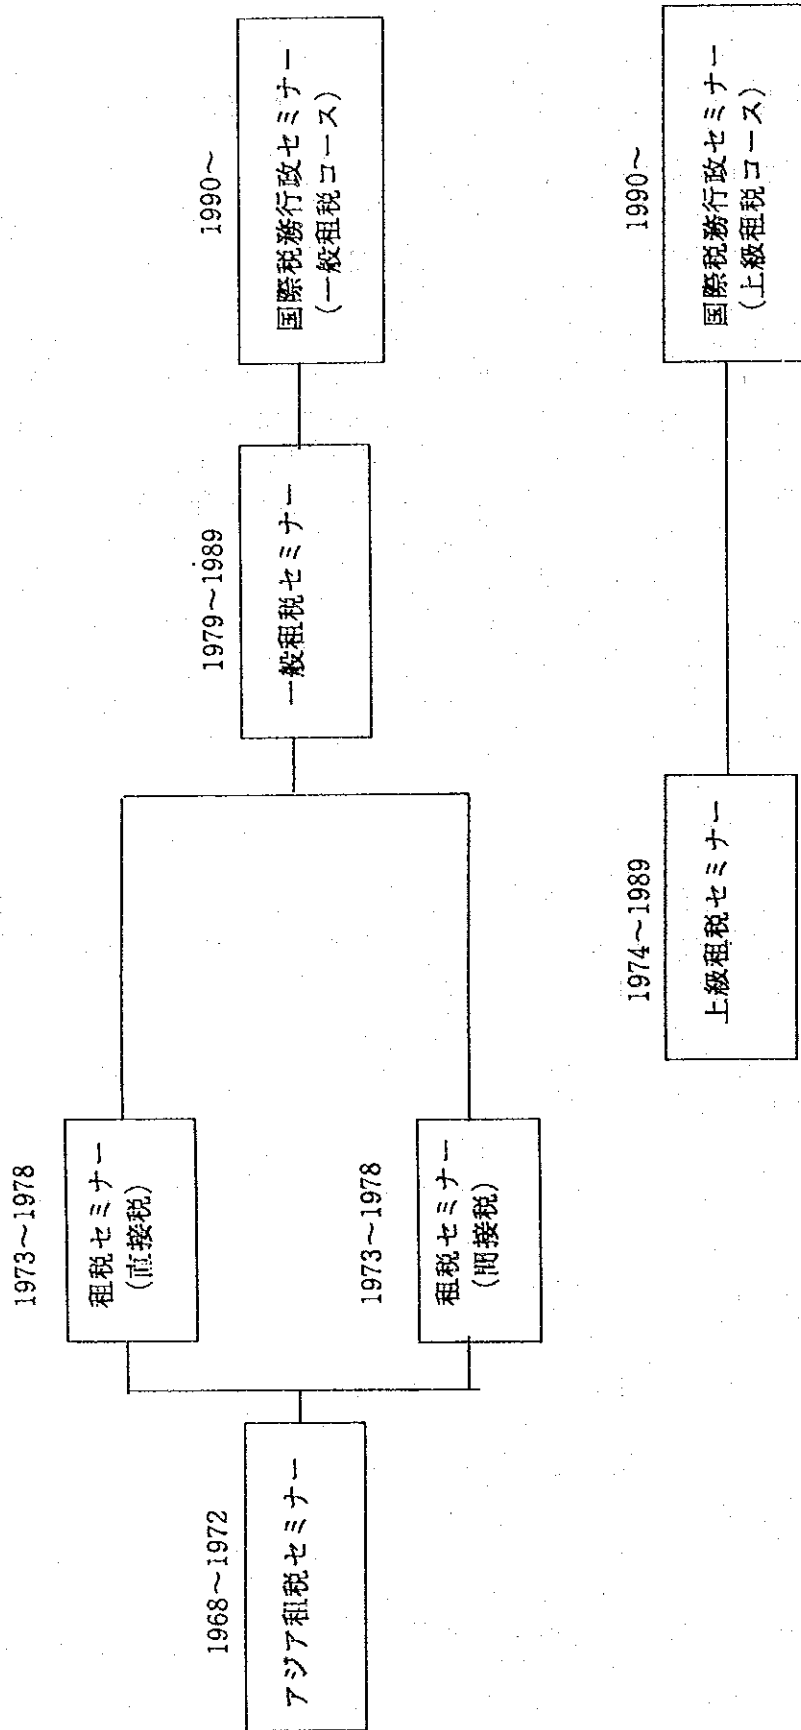 1968～1972
アジア租税セミナー
1973～1978
租税セミナー
(直接税)
1973～1978
租税セミナー
(間接税)
1979～1989
一般租税セミナー
1990～
国際税務行政セミナー
(一般租税コース)
1974～1989
上級租税セミナー
1990～
国際税務行政セミナー
(上級租税コース)